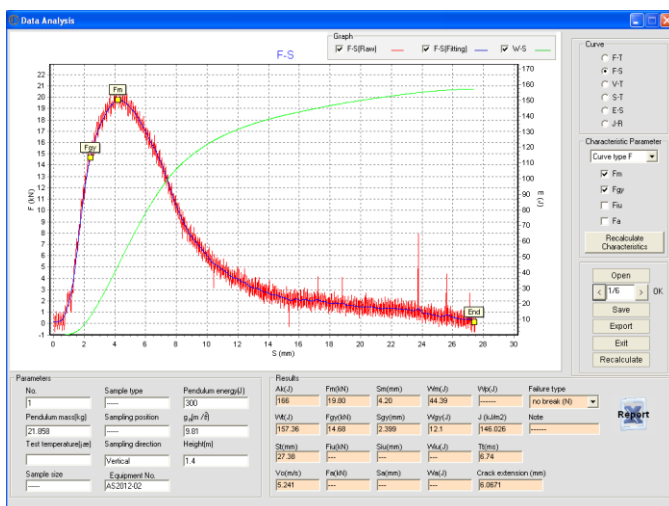 Data Analysis
Graph
F-S(Raw) F-S(Fitting) W-S
F-S
22
21
20
19
18
17
16
15
14
13
12
11
10
9
8
7
6
5
4
3
2
1
0
-1
F (kN)
170
160
150
140
130
120
110
100
90
80
70
60
50
40
30
20
10
E (J)
Fm
Fgy
End
0 2 4 6 8 10 12 14 16 18 20 22 24 26 28 30
S (mm)
Curve
F-T
F-S
V-T
S-T
E-S
J-R
Characteristic Parameter
Curve type F
Fm
Fgy
Fiu
Fa
Recalculate
Characteristics
Open
< 1/6 > OK
Save
Export
Exit
Recalculate
Parameters
No. Sample type Pendulum energy(J)
1 ----- 300
Pendulum mass(kg) Sampling position
21.858 ----- 9.81
Sampling direction Height(m)
Vertical 1.4
Sample size Equipment No.
----- AS2012-02
Results
Ak(J) Fm(kN) Sm(mm) Wm(J) Wp(J) Failure type
166 19.80 4.20 44.39 ------ no break (N)
Wt(J) Fgy(kN) Sgy(mm) Wgy(J) J (kJ/m2) Note
157.36 14.68 2.399 12.1 146.026 ------
St(mm) Fiu(kN) Siu(mm) Wiu(J) Tt(ms)
27.38 --- --- --- 6.74
Vo(m/s) Fa(kN) Sa(mm) Wa(J) Crack extension (mm)
5.241 --- --- --- 6.0671
Report